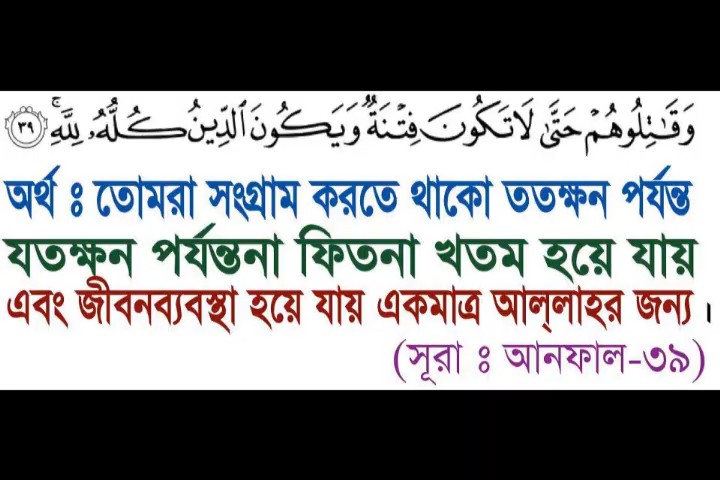 وَقَـٰتِلُوهُمْ حَتَّىٰ لَا تَكُونَ فِتْنَةٌ وَيَكُونَ ٱلدِّينُ كُلُّهُۥ لِلَّهِ ۚ ٣٩
অর্থ ঃ তোমরা সংগ্রাম করতে থাকো ততক্ষন পর্যন্ত
যতক্ষন পর্যন্তনা ফিতনা খতম হয়ে যায়
এবং জীবনব্যবস্থা হয়ে যায় একমাত্র আল্লাহর জন্য ।
(সূরা ঃ আনফাল-৩৯)